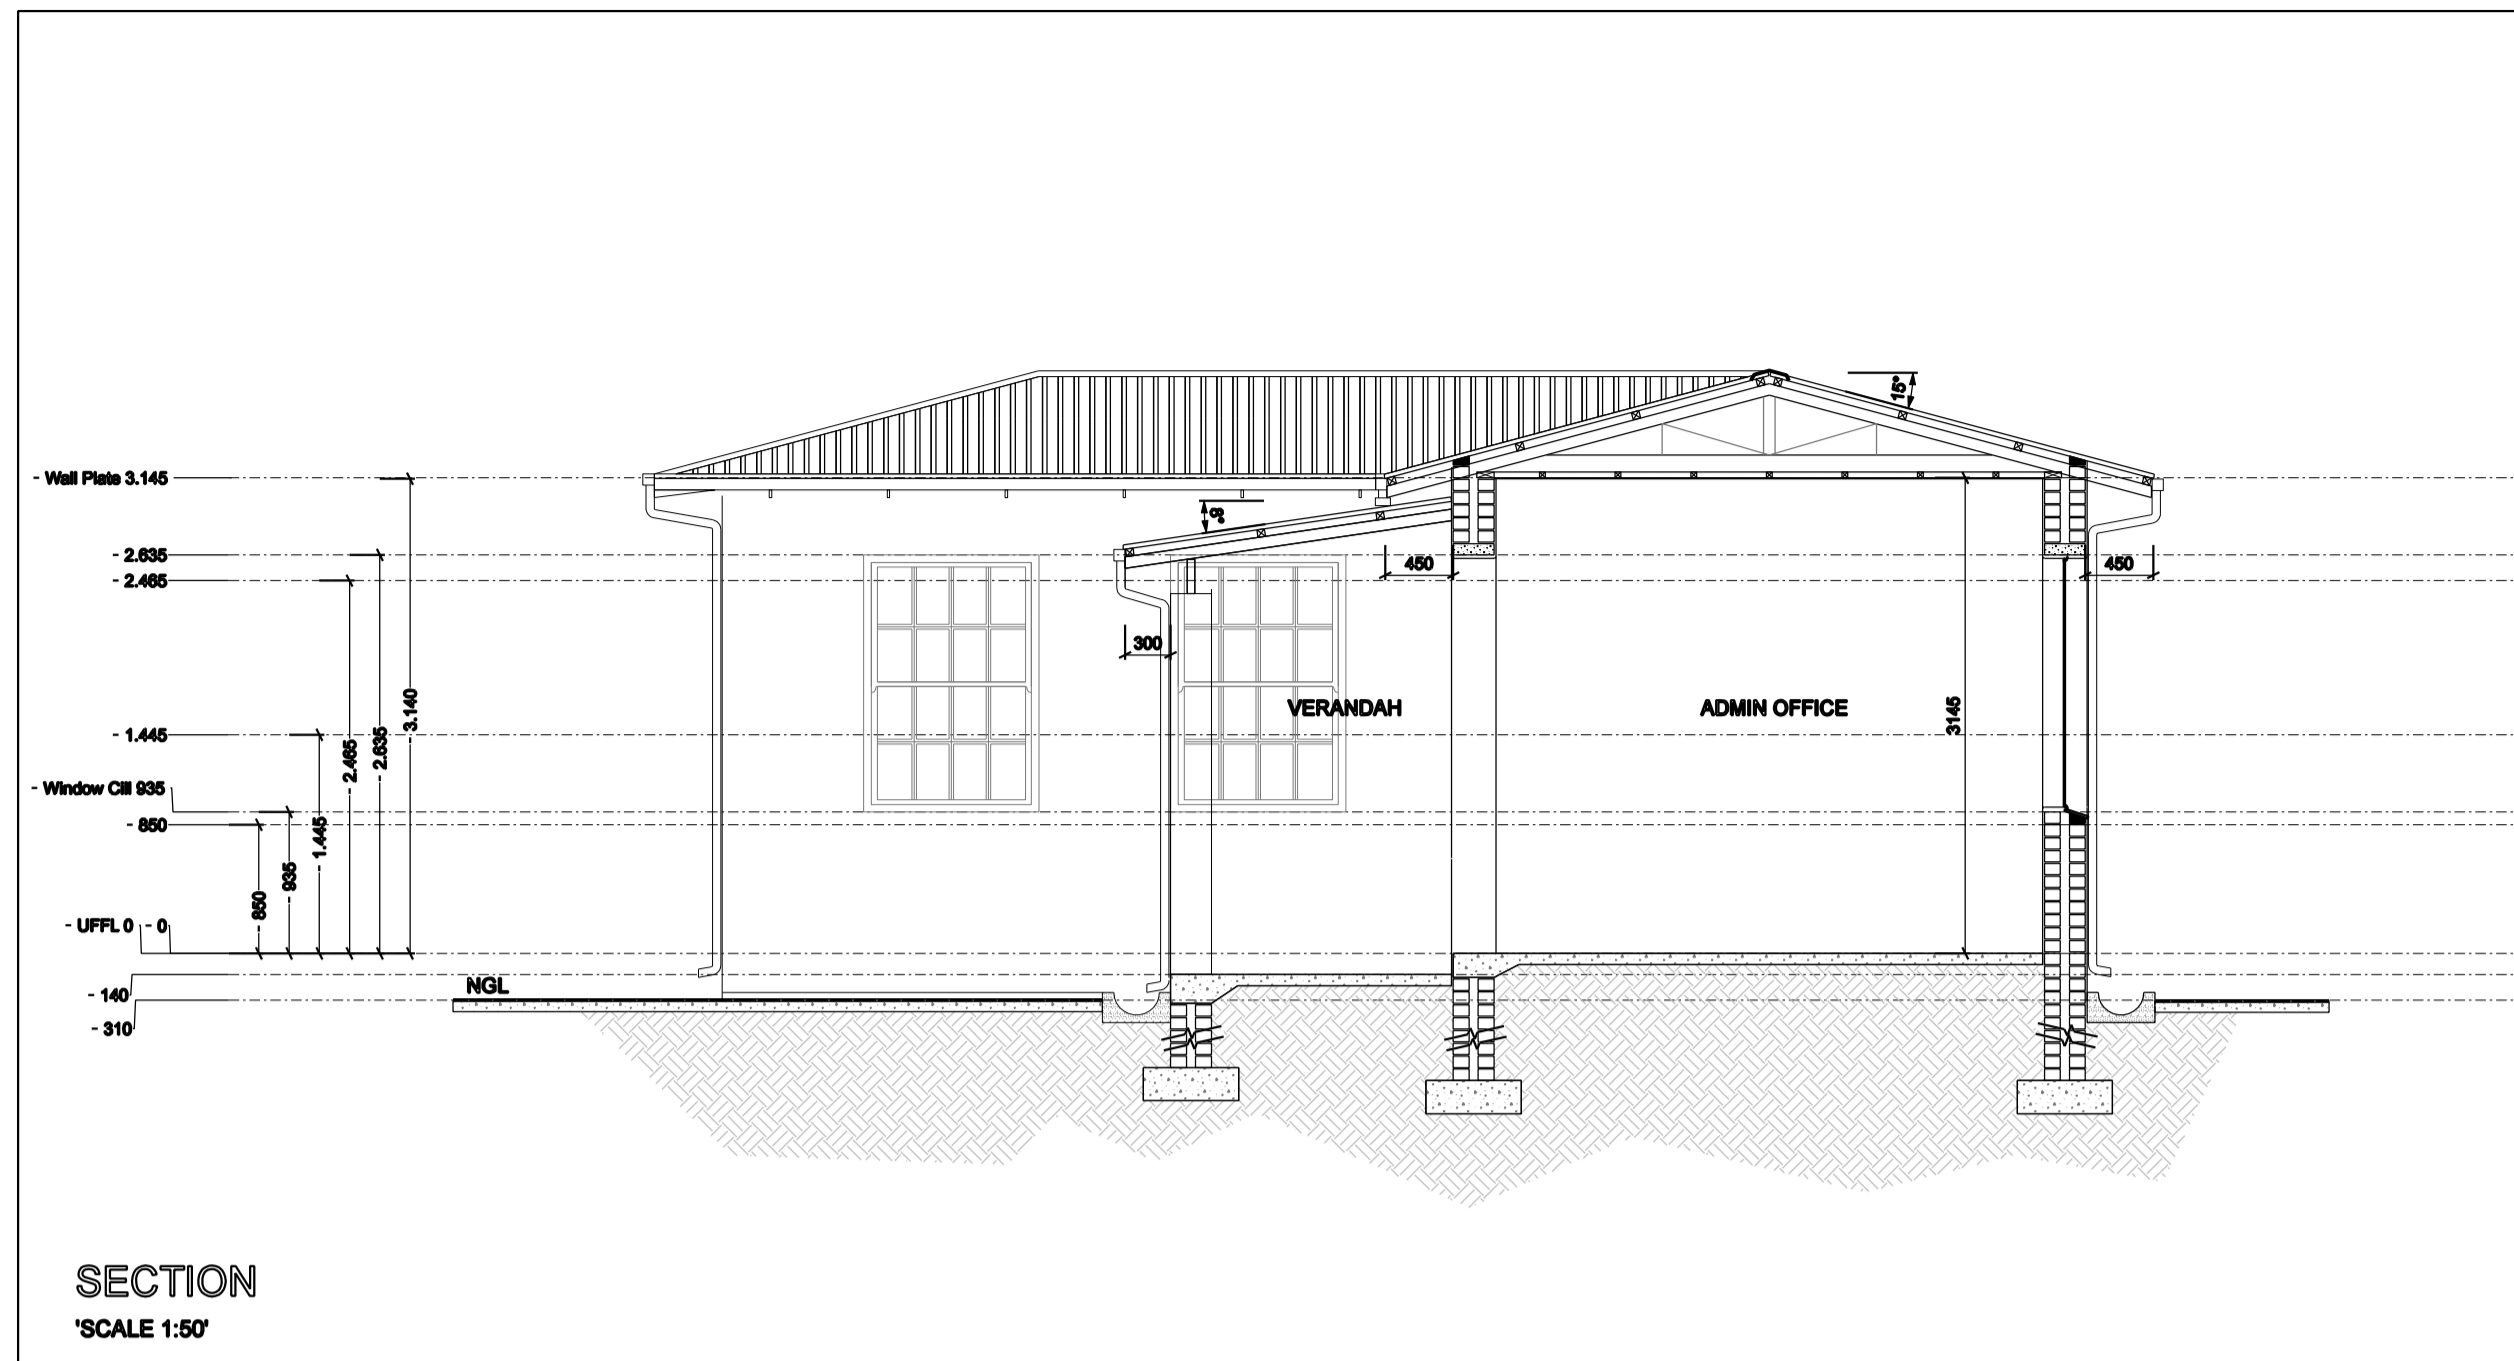 15°
- Wall Plate 3.145
8°
- 2.635
450
450
- 2.465
300
3.140
VERANDAH
ADMIN OFFICE
3145
- 1.445
- 2.465
- 2.635
- Window Cill 935
- 850
1.445
- 935
- 850
- UFFL 0 - 0
NGL
- 140
- 310
SECTION
'SCALE 1:50'